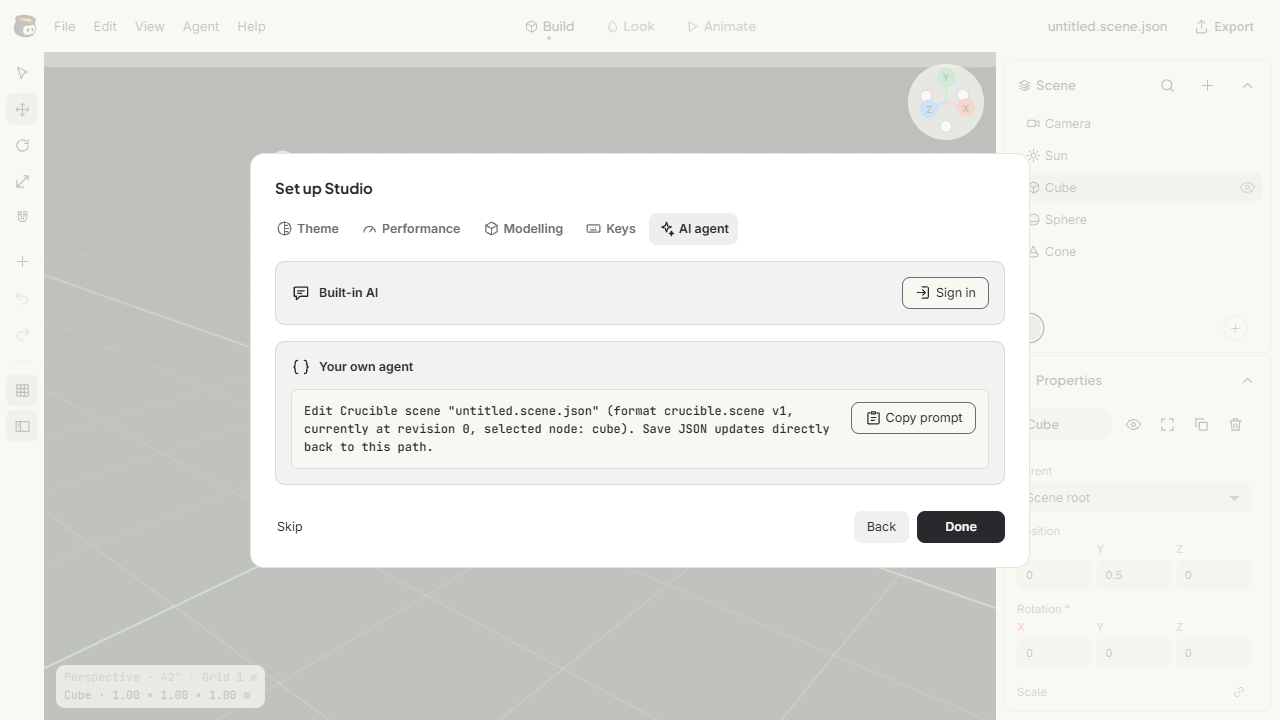 File Edit View Agent Help
Build Look Animate
untitled.scene.json Export
Y
Z X
Scene
Camera
Sun
Cube
Sphere
Cone
Set up Studio
Theme Performance Modelling Keys AI agent
Built-in AI Sign in
{ } Your own agent
Edit Crucible scene "untitled.scene.json" (format crucible.scene v1,
currently at revision 0, selected node: cube). Save JSON updates directly
back to this path.
Copy prompt
Skip Back Done
Properties
Cube
Scene root
Y Z
0 0.5 0
Rotation *
X Y Z
0 0 0
Scale
Perspective · 42° · Grid 1 m
Cube · 1.00 × 1.00 × 1.00 m